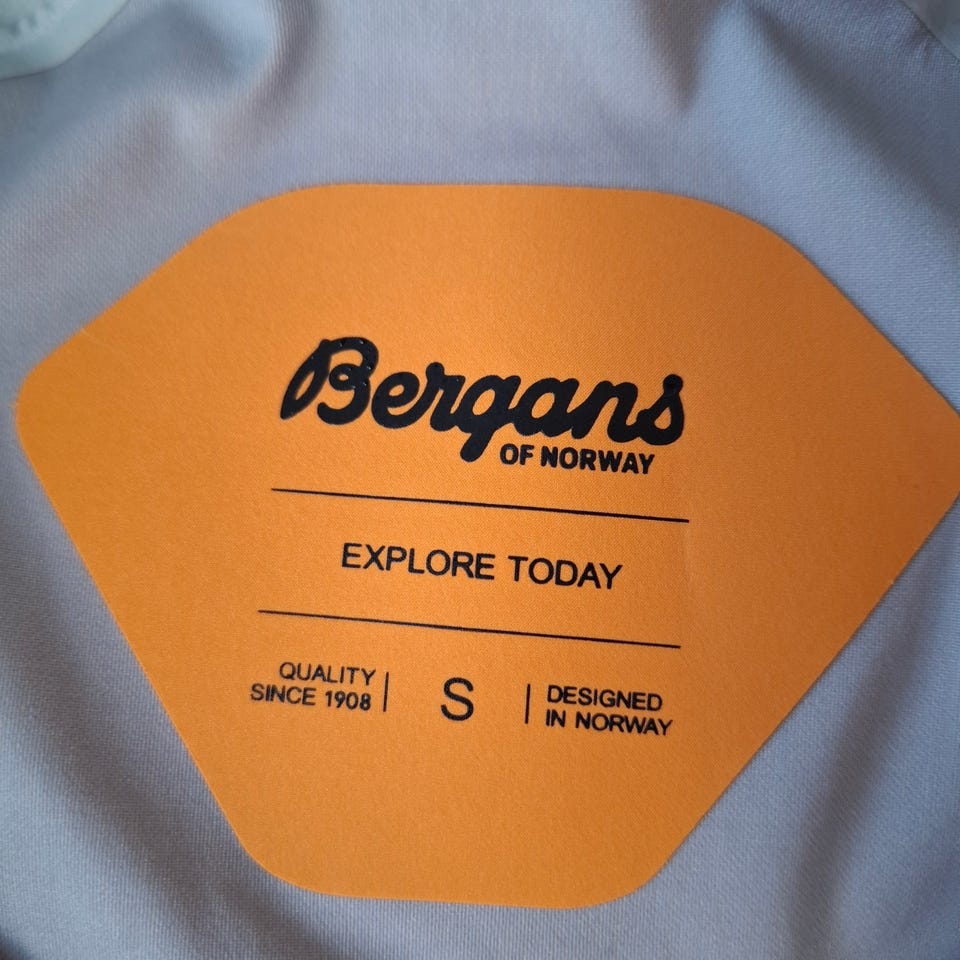 Bergans
OF NORWAY
EXPLORE TODAY
QUALITY
SINCE 1908
S
DESIGNED
IN NORWAY